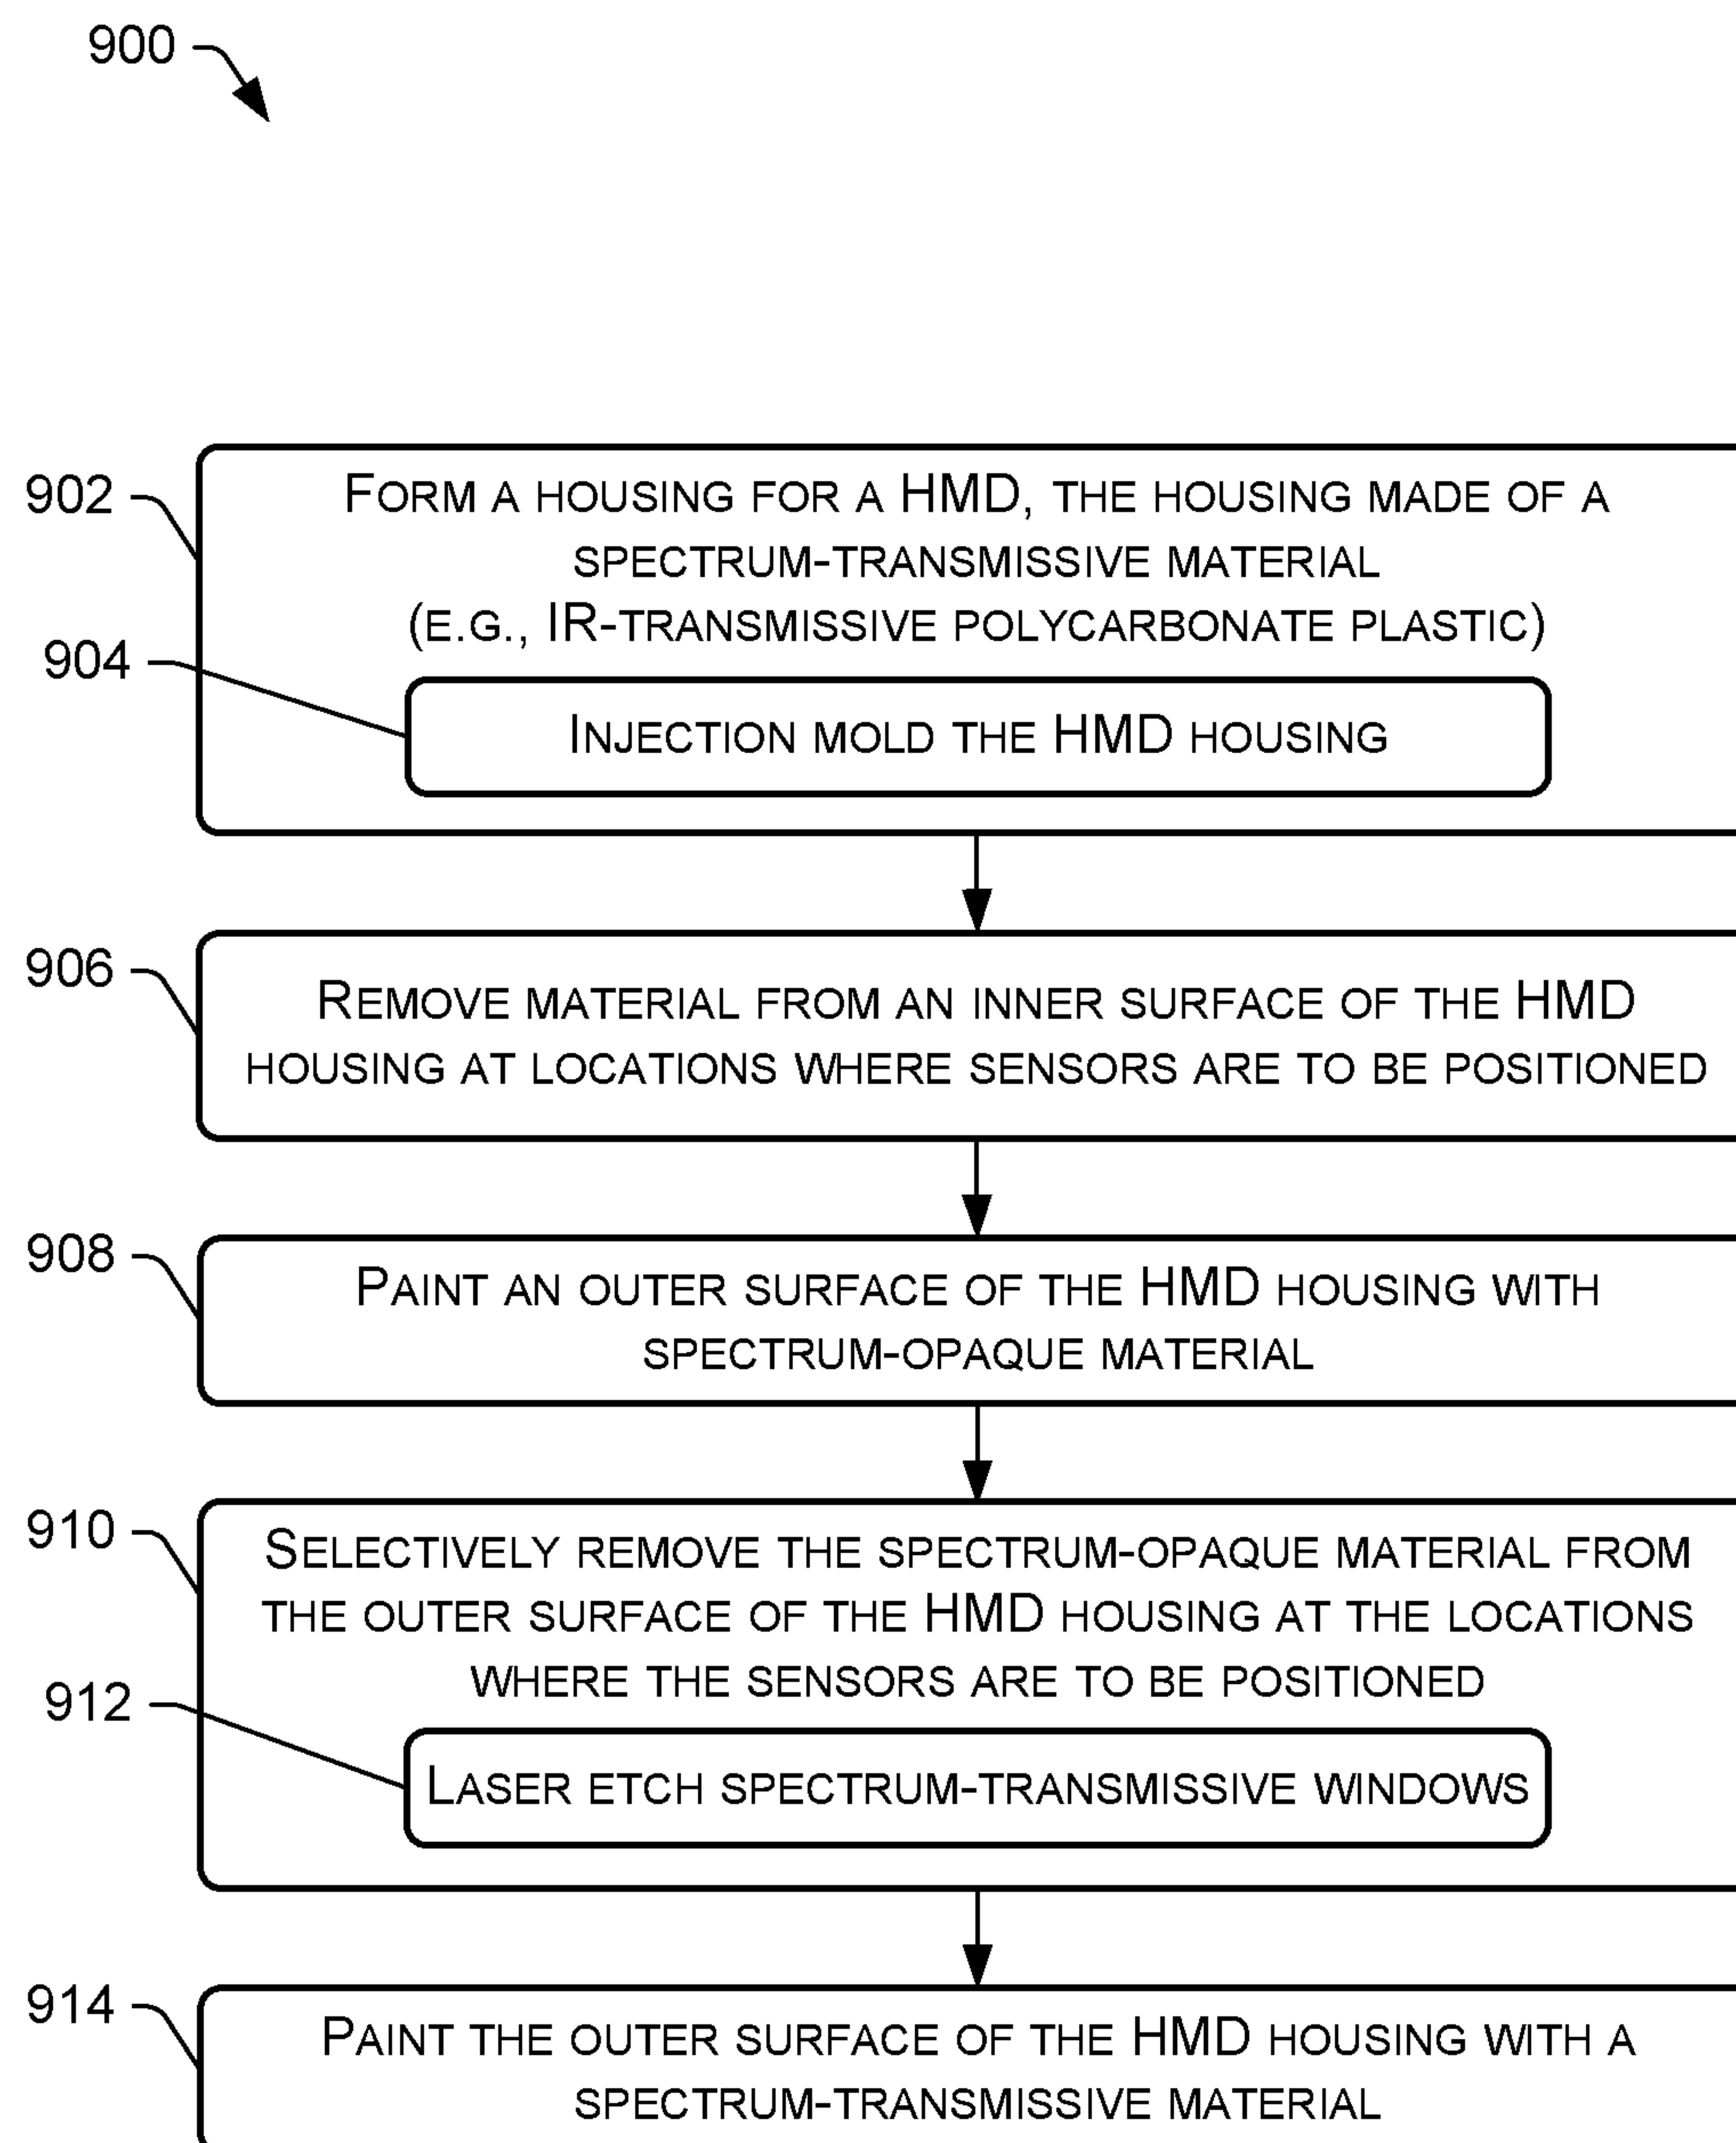 900
902
FORM A HOUSING FOR A HMD, THE HOUSING MADE OF A
SPECTRUM-TRANSMISSIVE MATERIAL
(E.G., IR-TRANSMISSIVE POLYCARBONATE PLASTIC)
904
INJECTION MOLD THE HMD HOUSING
906
REMOVE MATERIAL FROM AN INNER SURFACE OF THE HMD
HOUSING AT LOCATIONS WHERE SENSORS ARE TO BE POSITIONED
908
PAINT AN OUTER SURFACE OF THE HMD HOUSING WITH
SPECTRUM-OPAQUE MATERIAL
910
SELECTIVELY REMOVE THE SPECTRUM-OPAQUE MATERIAL FROM
THE OUTER SURFACE OF THE HMD HOUSING AT THE LOCATIONS
WHERE THE SENSORS ARE TO BE POSITIONED
912
LASER ETCH SPECTRUM-TRANSMISSIVE WINDOWS
914
PAINT THE OUTER SURFACE OF THE HMD HOUSING WITH A
SPECTRUM-TRANSMISSIVE MATERIAL